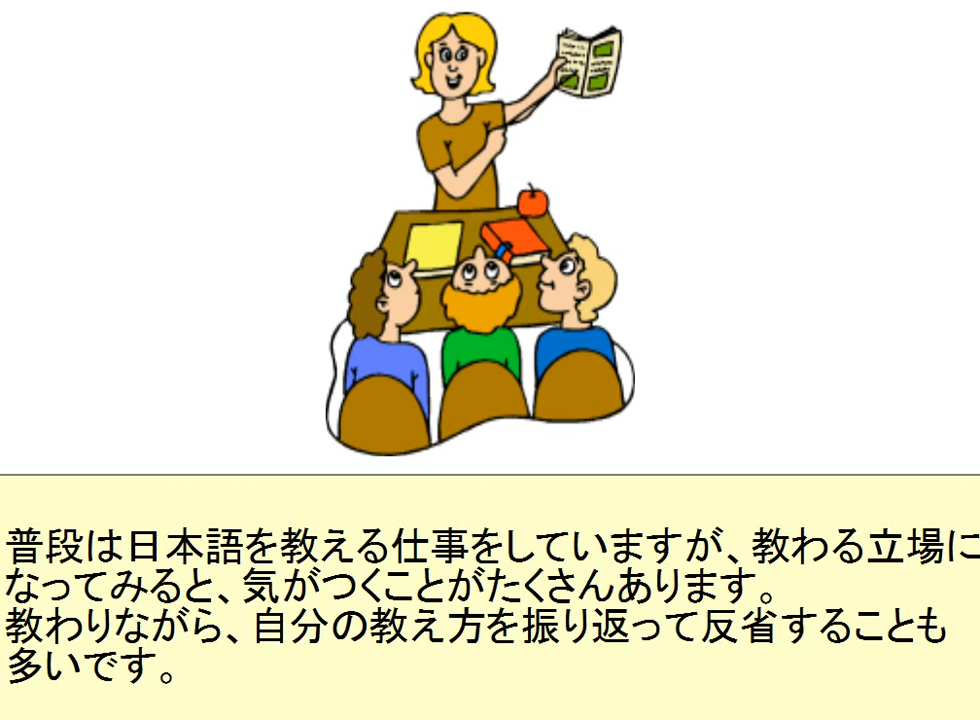 普段は日本語を教える仕事をしていますが、教わる立場に
なってみると、気がつくことがたくさんあります。
教わりながら、自分の教え方を振り返って反省することも
多いです。